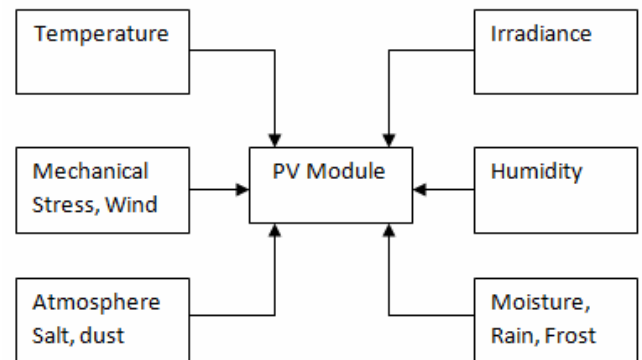 Temperature
Irradiance
Mechanical
Stress, Wind
PV Module
Humidity
Atmosphere
Salt, dust
Moisture,
Rain, Frost